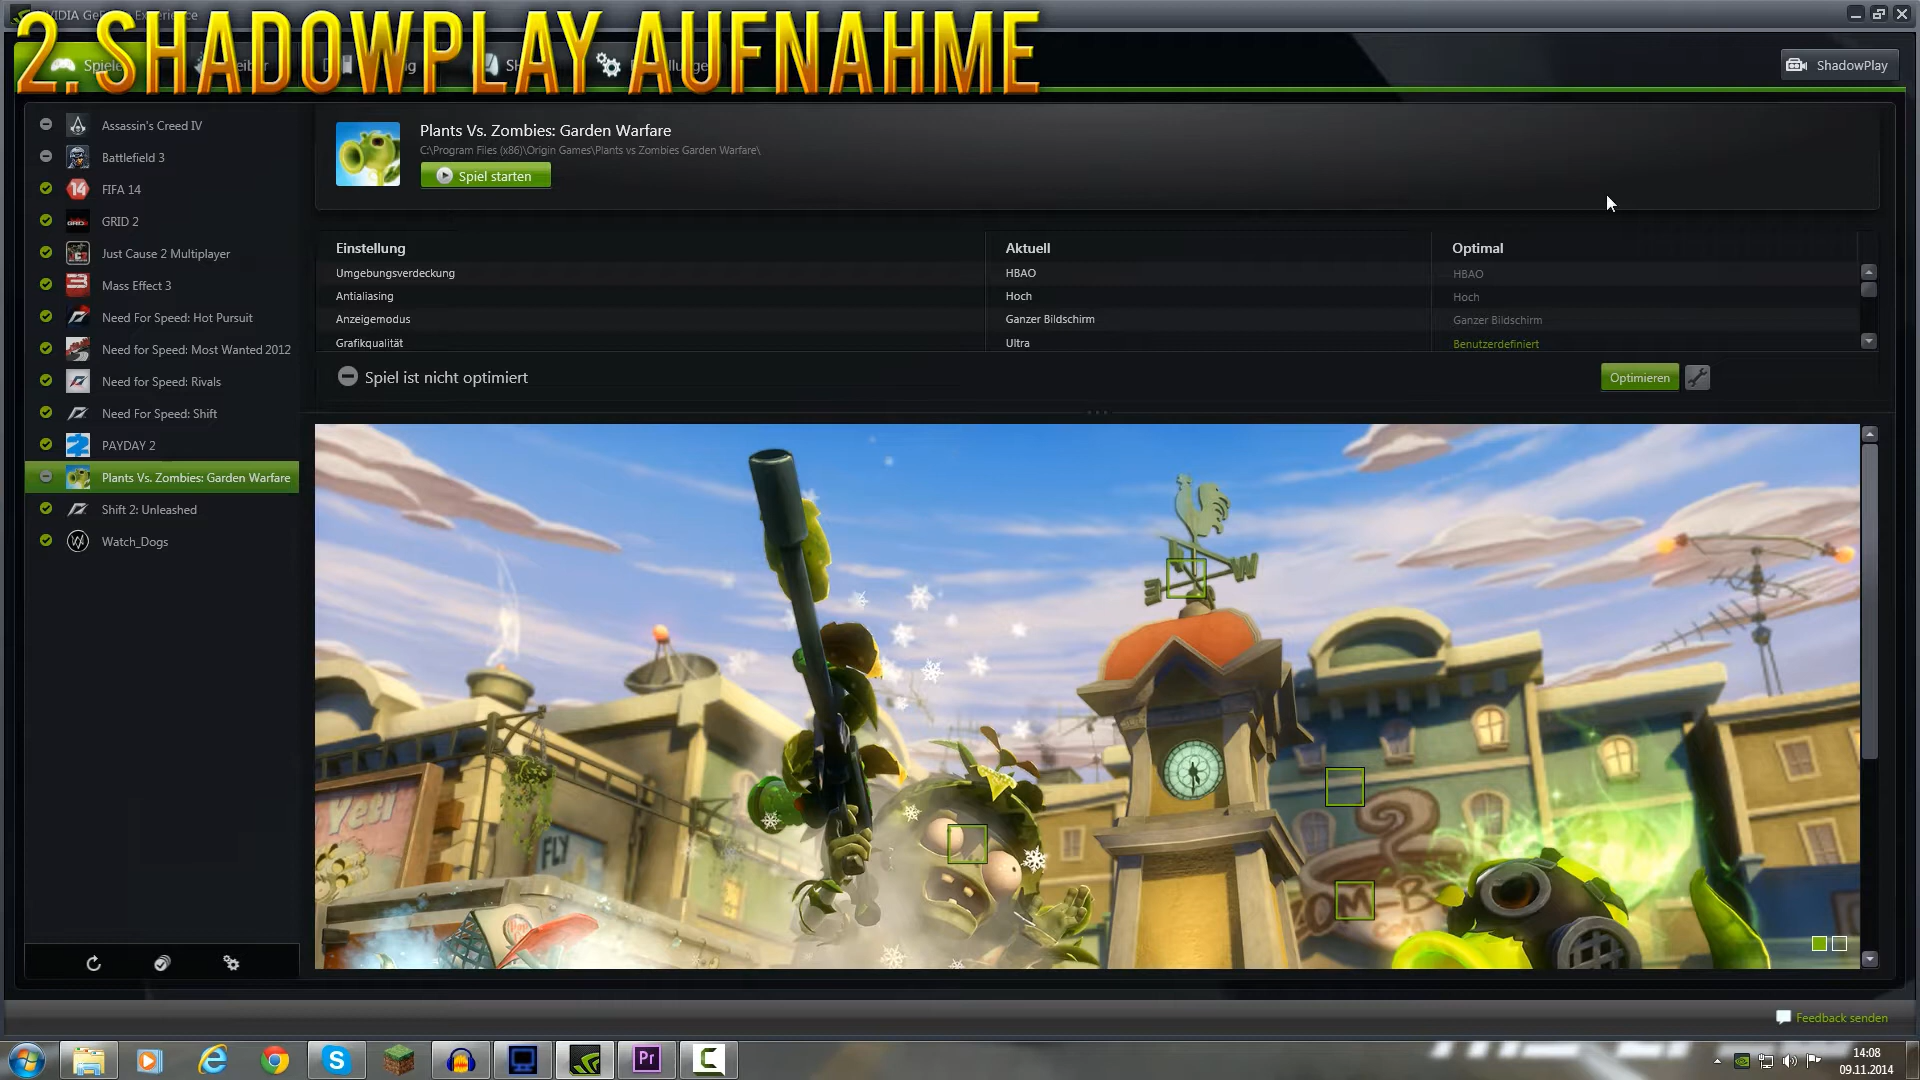 2. SHADOWPLAY AUFNAHME
Spiele
ShadowPlay
Assassin's Creed IV
Battlefield 3
FIFA 14
GRID 2
Just Cause 2 Multiplayer
Mass Effect 3
Need For Speed: Hot Pursuit
Need for Speed: Most Wanted 2012
Need for Speed: Rivals
Need For Speed: Shift
PAYDAY 2
Plants Vs. Zombies: Garden Warfare
Shift 2: Unleashed
Watch_Dogs
Plants Vs. Zombies: Garden Warfare
C:\Program Files (x86)\Origin Games\Plants vs Zombies Garden Warfare\
Spiel starten
Einstellung Aktuell Optimal
Umgebungsverdeckung HBAO HBAO
Antialiasing Hoch Hoch
Anzeigemodus Ganzer Bildschirm Ganzer Bildschirm
Grafikqualität Ultra Benutzerdefiniert
Spiel ist nicht optimiert
Optimieren
W
E
Yeti
FLY
Feedback senden
Pr
14:08
09.11.2014